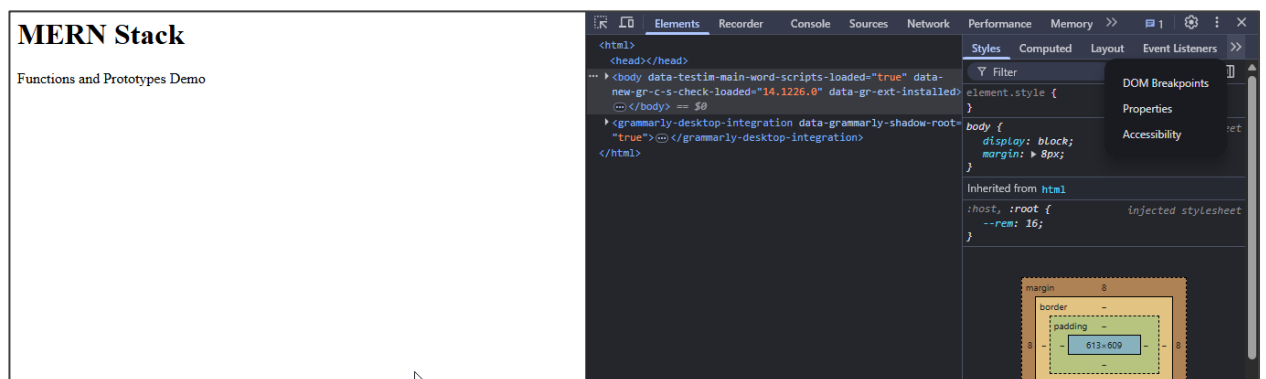 MERN Stack
Functions and Prototypes Demo
Elements Recorder Console Sources Network Performance Memory 1
<html>
<head></head>
<body data-testim-main-word-scripts-loaded="true" data-
new-gr-c-s-check-loaded="14.1226.0" data-gr-ext-installed>
</body> == $0
<grammarly-desktop-integration data-grammarly-shadow-root=
"true"></grammarly-desktop-integration>
</html>
Styles Computed Layout Event Listeners
Filter
DOM Breakpoints
Properties
Accessibility
element.style {
}
body {
display: block;
margin: 8px;
}
Inherited from html
:host, :root { injected stylesheet
--rem: 16;
}
margin 8
border –
padding –
8 – – 613×609 – – 8
–